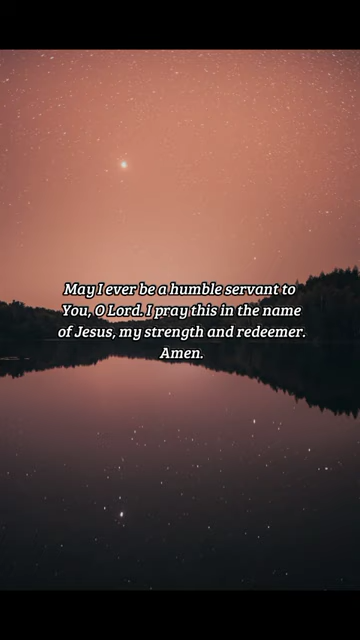 May I ever be a humble servant to
You, O Lord. I pray this in the name
of Jesus, my strength and redeemer.
Amen.